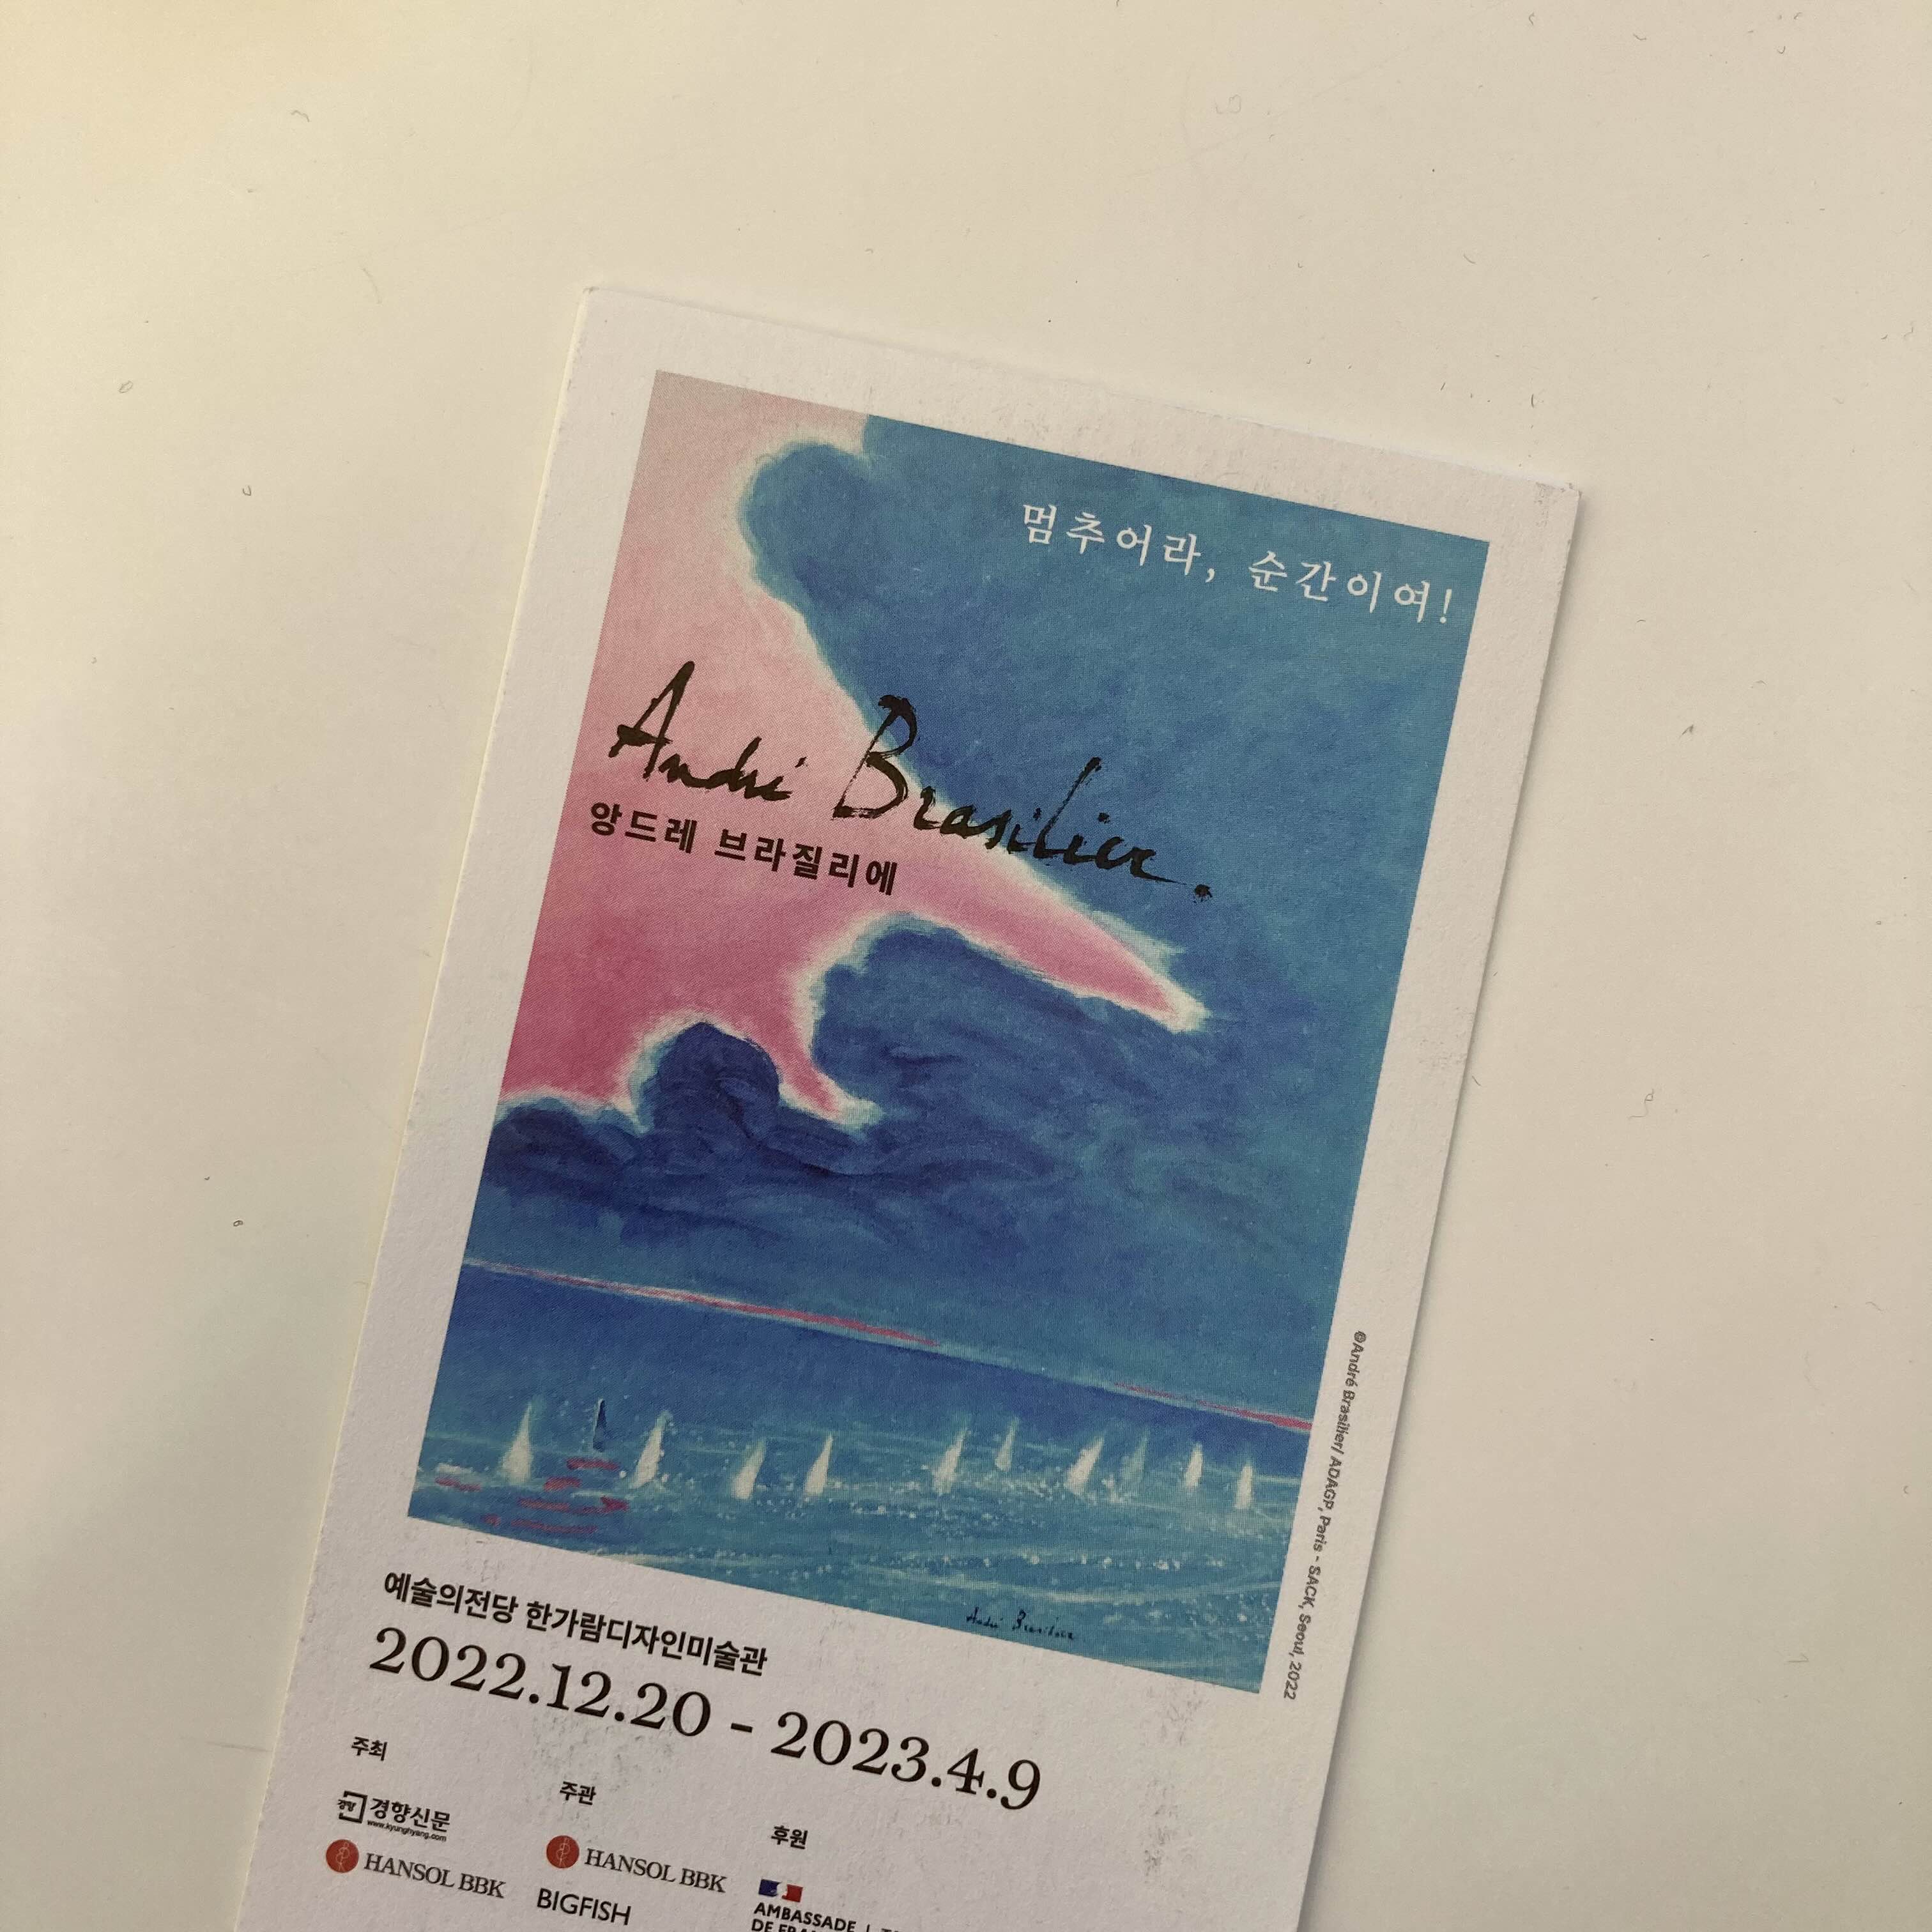 멈추어라, 순간이여!
André Brasilier.
앙드레 브라질리에
©André Brasilier/ ADAGP, Paris - SACK, Seoul, 2022
André Brasilier
예술의전당 한가람디자인미술관
2022.12.20 - 2023.4.9
주최
경향신문
www.kyunghyang.com
HANSOL BBK
주관
HANSOL BBK
BIGFISH
후원
AMBASSADE